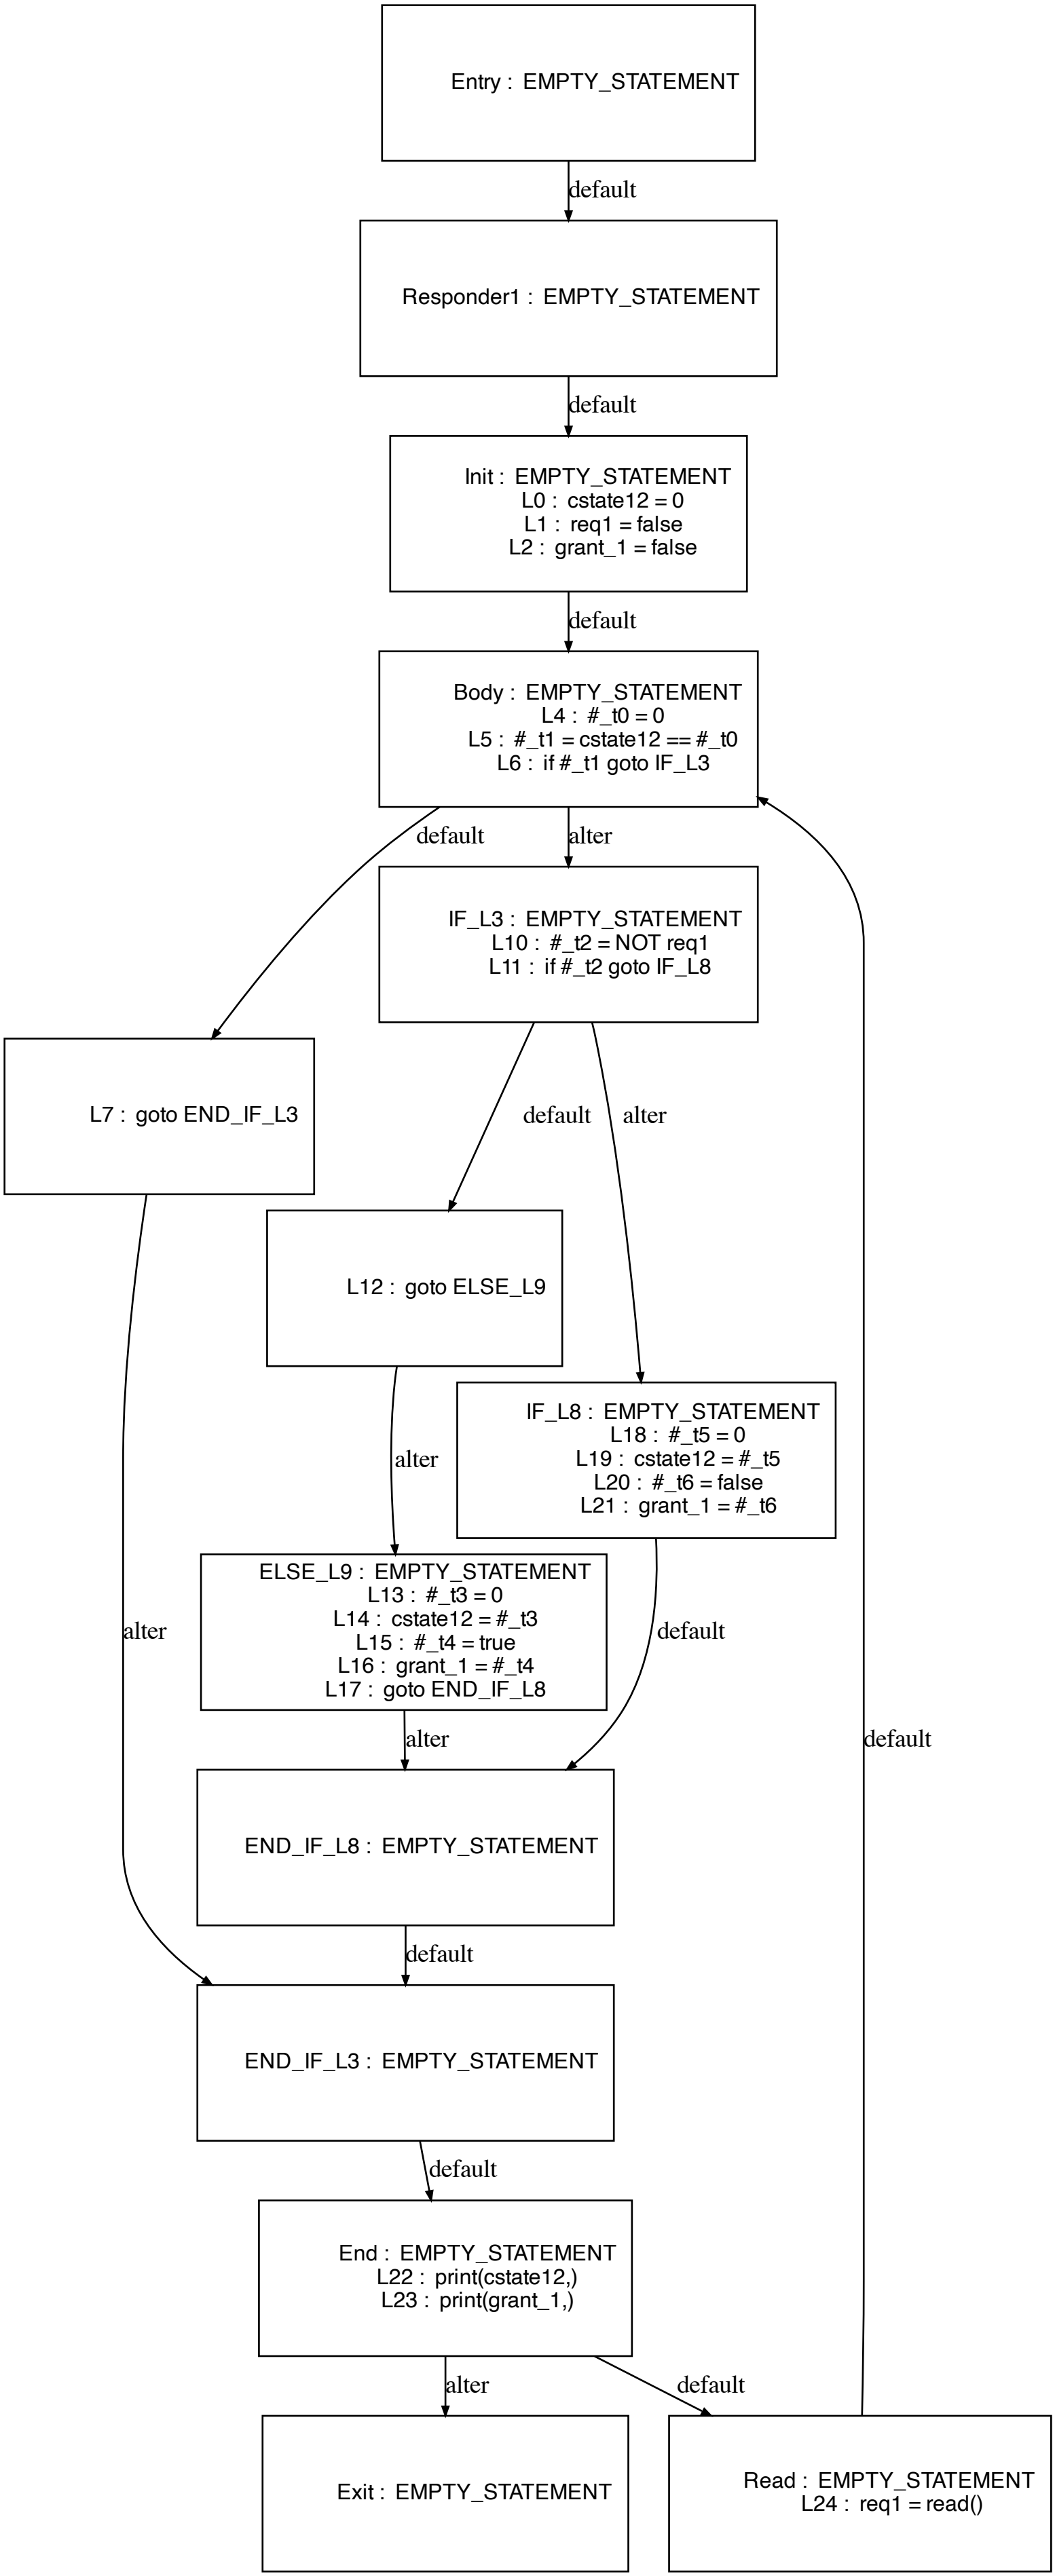 Entry : EMPTY_STATEMENT
default
Responder1 : EMPTY_STATEMENT
default
Init : EMPTY_STATEMENT
L0 : cstate12 = 0
L1 : req1 = false
L2 : grant_1 = false
default
Body : EMPTY_STATEMENT
L4 : #_t0 = 0
L5 : #_t1 = cstate12 == #_t0
L6 : if #_t1 goto IF_L3
default
alter
IF_L3 : EMPTY_STATEMENT
L10 : #_t2 = NOT req1
L11 : if #_t2 goto IF_L8
L7 : goto END_IF_L3
default
alter
L12 : goto ELSE_L9
alter
IF_L8 : EMPTY_STATEMENT
L18 : #_t5 = 0
L19 : cstate12 = #_t5
L20 : #_t6 = false
L21 : grant_1 = #_t6
ELSE_L9 : EMPTY_STATEMENT
L13 : #_t3 = 0
L14 : cstate12 = #_t3
L15 : #_t4 = true
L16 : grant_1 = #_t4
L17 : goto END_IF_L8
alter
default
alter
default
END_IF_L8 : EMPTY_STATEMENT
default
END_IF_L3 : EMPTY_STATEMENT
default
End : EMPTY_STATEMENT
L22 : print(cstate12,)
L23 : print(grant_1,)
alter
default
Exit : EMPTY_STATEMENT
Read : EMPTY_STATEMENT
L24 : req1 = read()